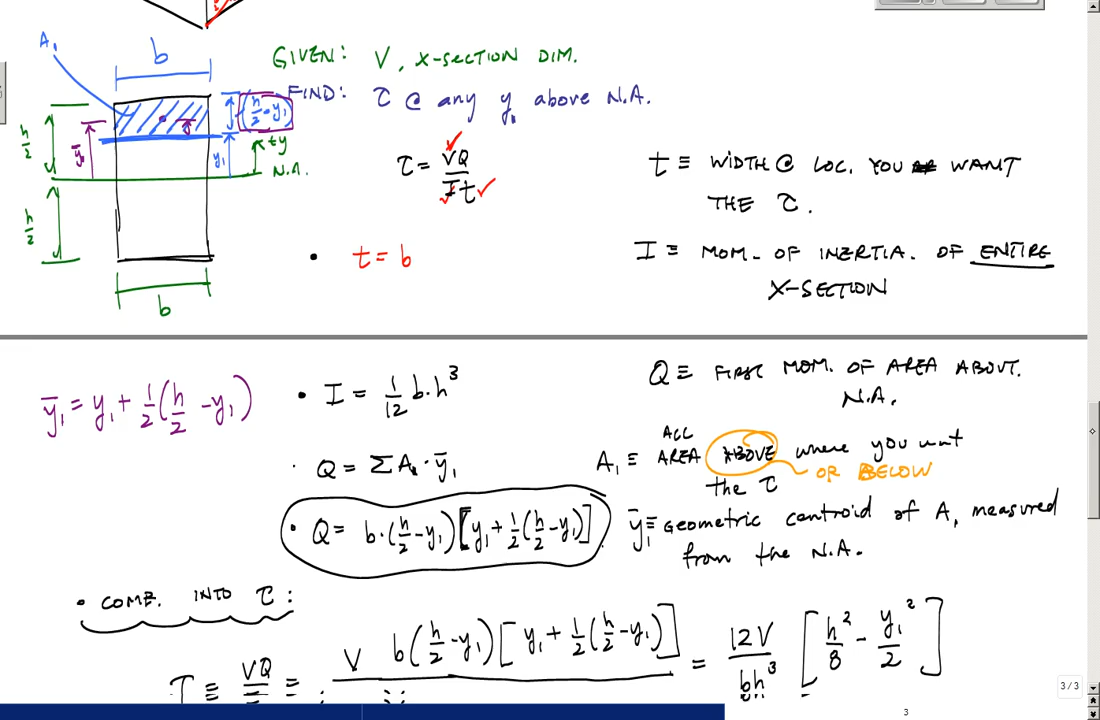 A₁
b
GIVEN: V, X-SECTION DIM.
FIND: τ @ any y₁ above N.A.
(h/2 - y₁)
h/2
ȳ₁
y₁
+y
N.A.
h/2
b
τ = VQ/It
t ≡ WIDTH @ LOC. YOU WANT
THE τ.
• t = b
I ≡ MOM. OF INERTIA. OF ENTIRE
X-SECTION
ȳ₁ = y₁ + 1/2(h/2 - y₁)
• I = 1/12 b·h³
Q ≡ FIRST MOM. OF AREA ABOUT.
N.A.
• Q = ΣA₁·ȳ₁
ALL
A₁ ≡ AREA ABOVE where you want
OR BELOW
the τ
• Q = b·(h/2 - y₁)[y₁ + 1/2(h/2 - y₁)]
ȳ₁ ≡ Geometric centroid of A₁ measured
from the N.A.
• COMB. INTO τ:
τ ≡ VQ = V b(h/2 - y₁)[y₁ + 1/2(h/2 - y₁)] = 12V/bh³ [h²/8 - y₁²/2]
3/3
3